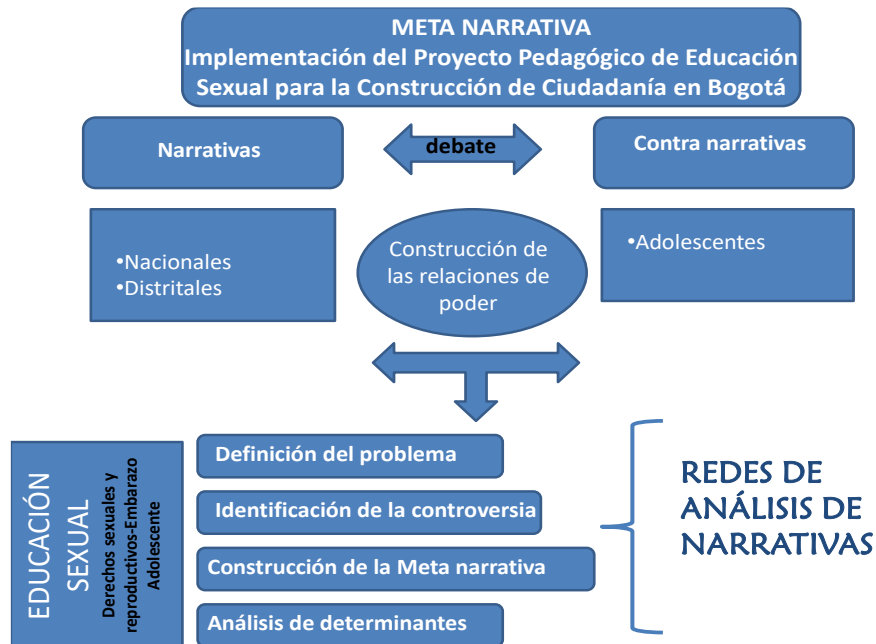 META NARRATIVA
Implementación del Proyecto Pedagógico de Educación
Sexual para la Construcción de Ciudadanía en Bogotá
Narrativas
debate
Contra narrativas
•Nacionales
•Distritales
Construcción de
las relaciones de
poder
•Adolescentes
EDUCACIÓN
SEXUAL
Derechos sexuales y
reproductivos-Embarazo
Adolescente
Definición del problema
Identificación de la controversia
Construcción de la Meta narrativa
Análisis de determinantes
REDES DE
ANÁLISIS DE
NARRATIVAS